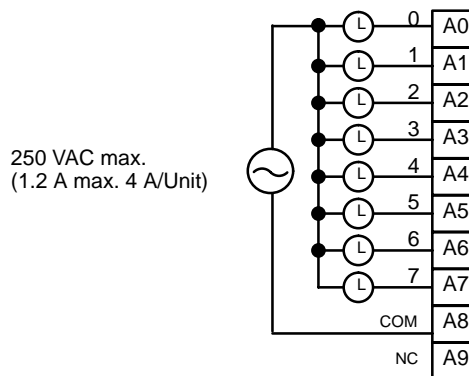 L 0 A0
L 1 A1
L 2 A2
L 3 A3
250 VAC max.
(1.2 A max. 4 A/Unit)
L 4 A4
L 5 A5
L 6 A6
L 7 A7
COM A8
NC A9